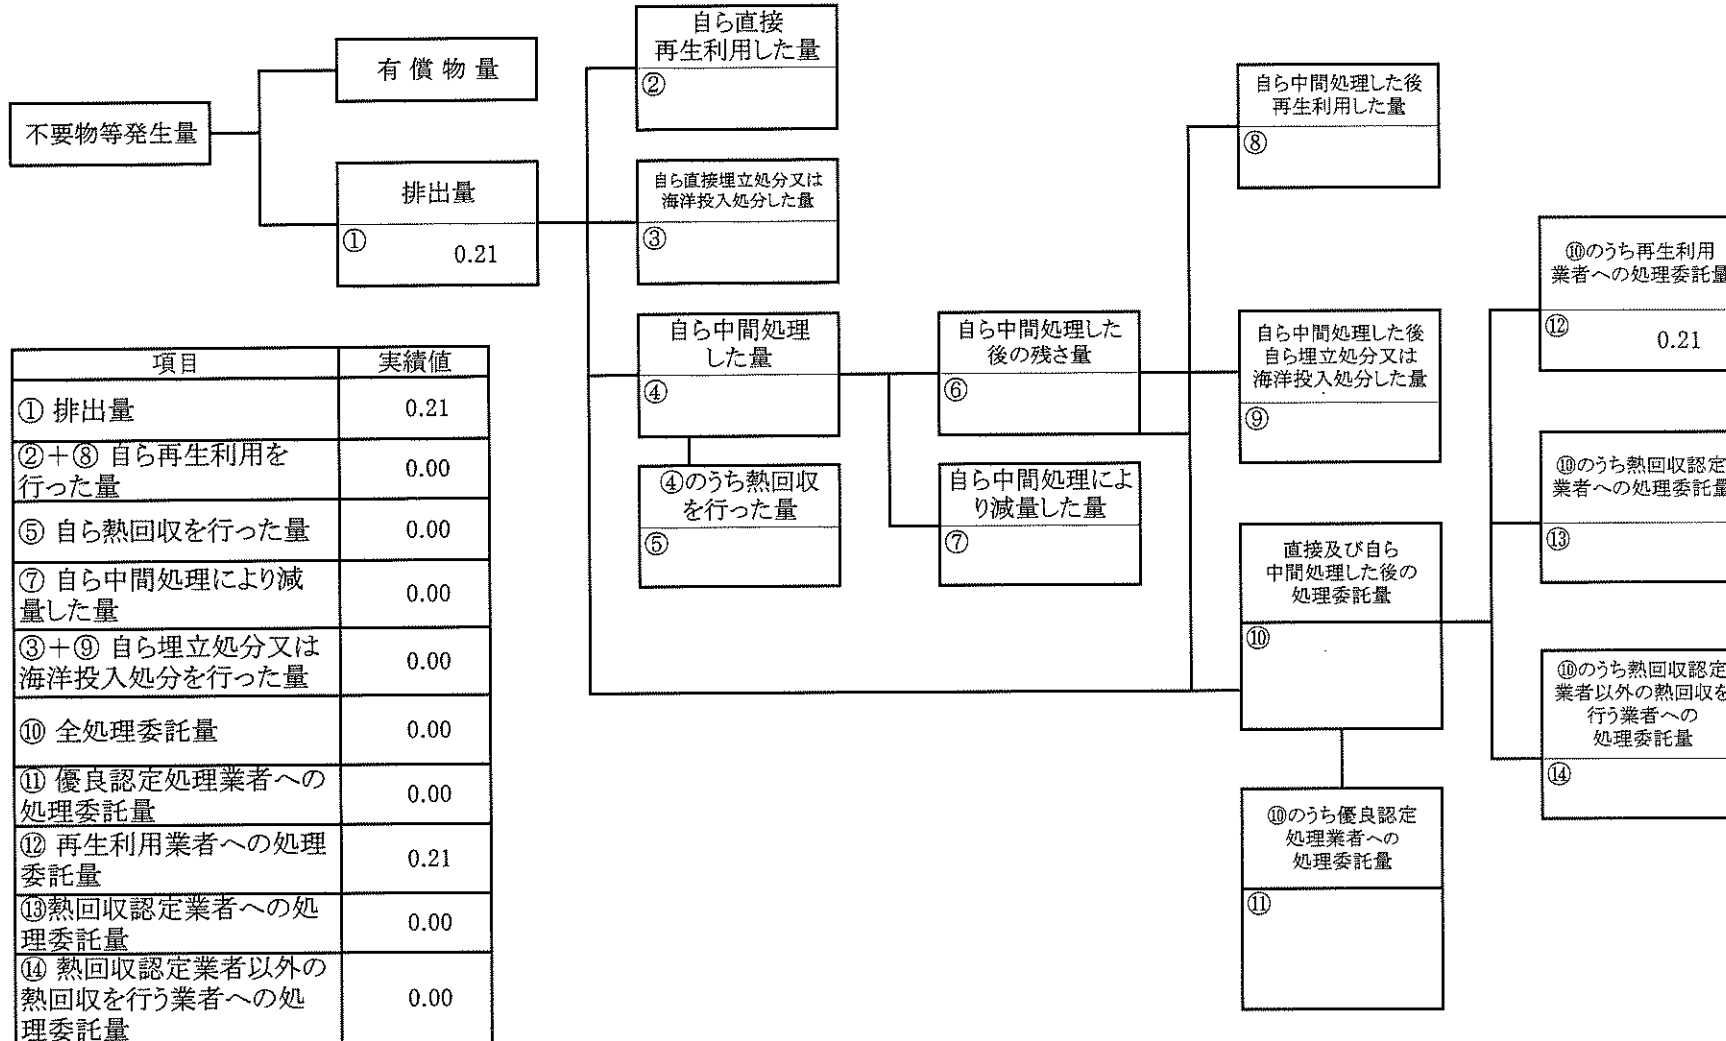 不要物等発生量
有償物量
排出量
①
0.21
自ら直接
再生利用した量
②
自ら直接埋立処分又は
海洋投入処分した量
③
自ら中間処理
した量
④
④のうち熱回収
を行った量
⑤
自ら中間処理した
後の残さ量
⑥
自ら中間処理によ
り減量した量
⑦
自ら中間処理した後
再生利用した量
⑧
自ら中間処理した後
自ら埋立処分又は
海洋投入処分した量
⑨
直接及び自ら
中間処理した後の
処理委託量
⑩
⑩のうち優良認定
処理業者への
処理委託量
⑪
⑩のうち再生利用
業者への処理委託量
⑫
0.21
⑩のうち熱回収認定
業者への処理委託量
⑬
⑩のうち熱回収認定
業者以外の熱回収を
行う業者への
処理委託量
⑭
項目 実績値
① 排出量 0.21
②+⑧ 自ら再生利用を
行った量 0.00
⑤ 自ら熱回収を行った量 0.00
⑦ 自ら中間処理により減
量した量 0.00
③+⑨ 自ら埋立処分又は
海洋投入処分を行った量 0.00
⑩ 全処理委託量 0.00
⑪ 優良認定処理業者への
処理委託量 0.00
⑫ 再生利用業者への処理
委託量 0.21
⑬熱回収認定業者への処
理委託量 0.00
⑭ 熱回収認定業者以外の
熱回収を行う業者への処
理委託量 0.00